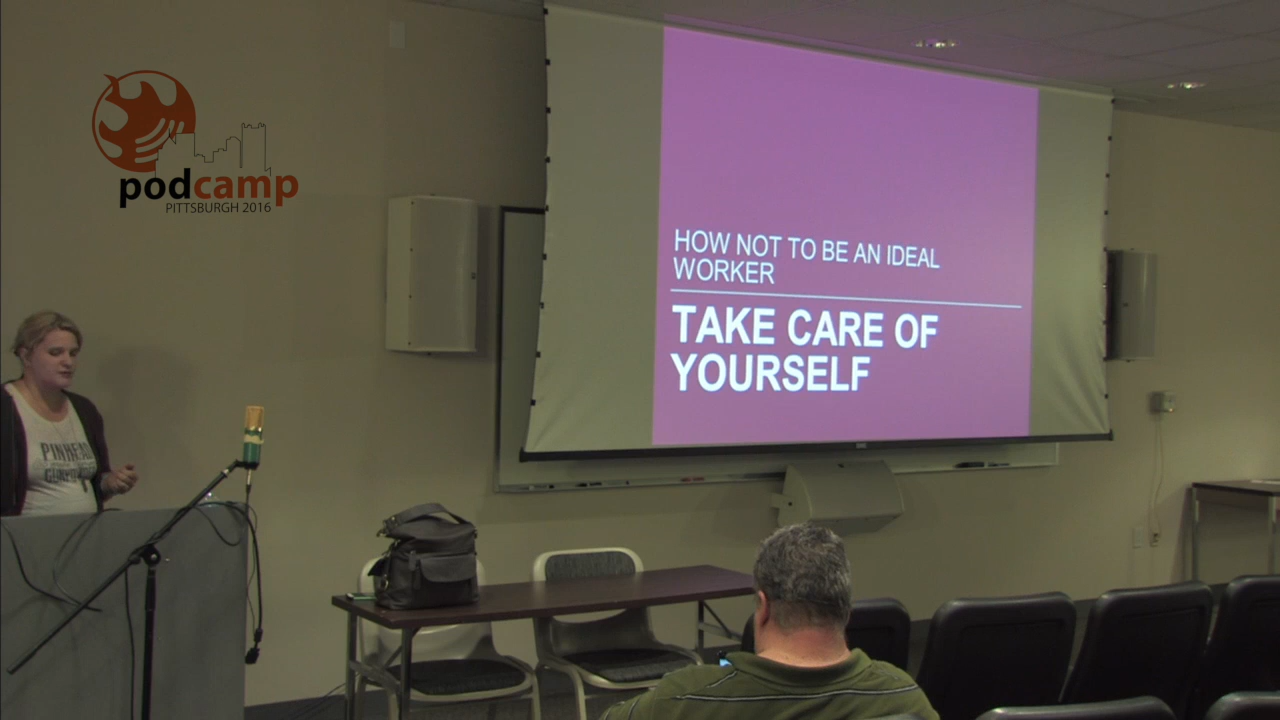 podcamp
PITTSBURGH 2016
HOW NOT TO BE AN IDEAL
WORKER
TAKE CARE OF
YOURSELF
PINHEAD